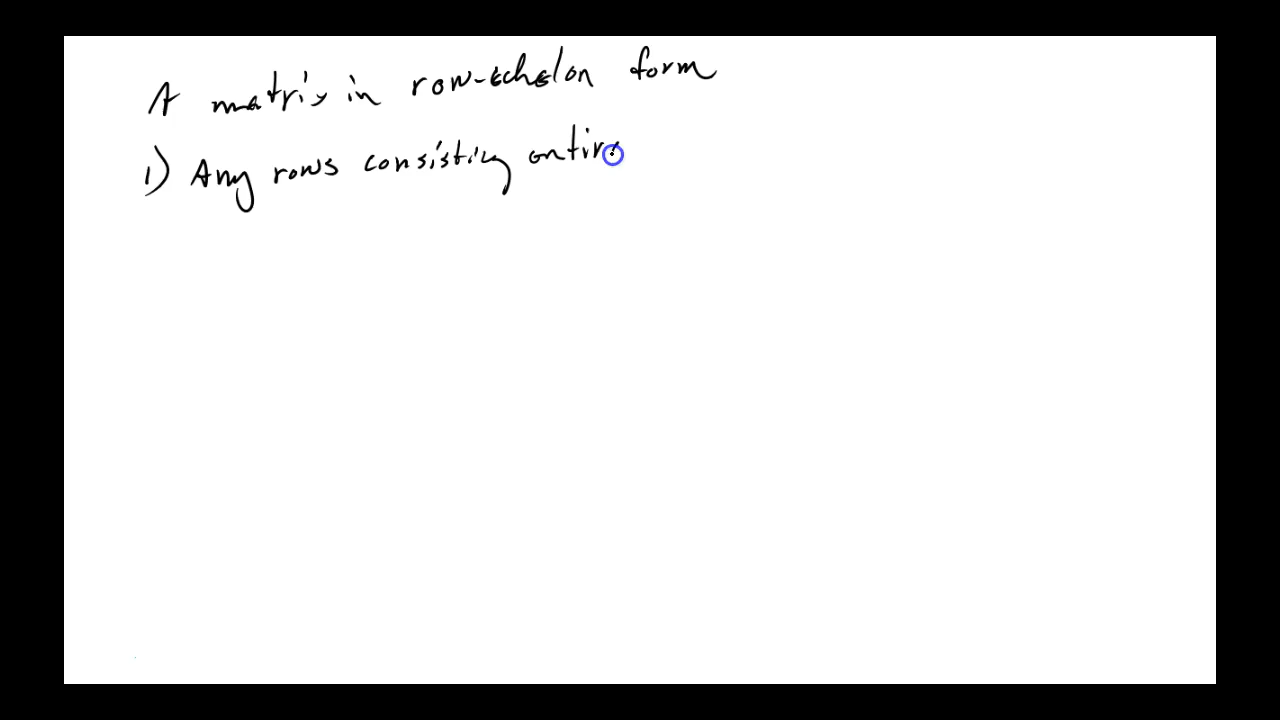 A matrix in row-echelon form
1) Any rows consisting entire